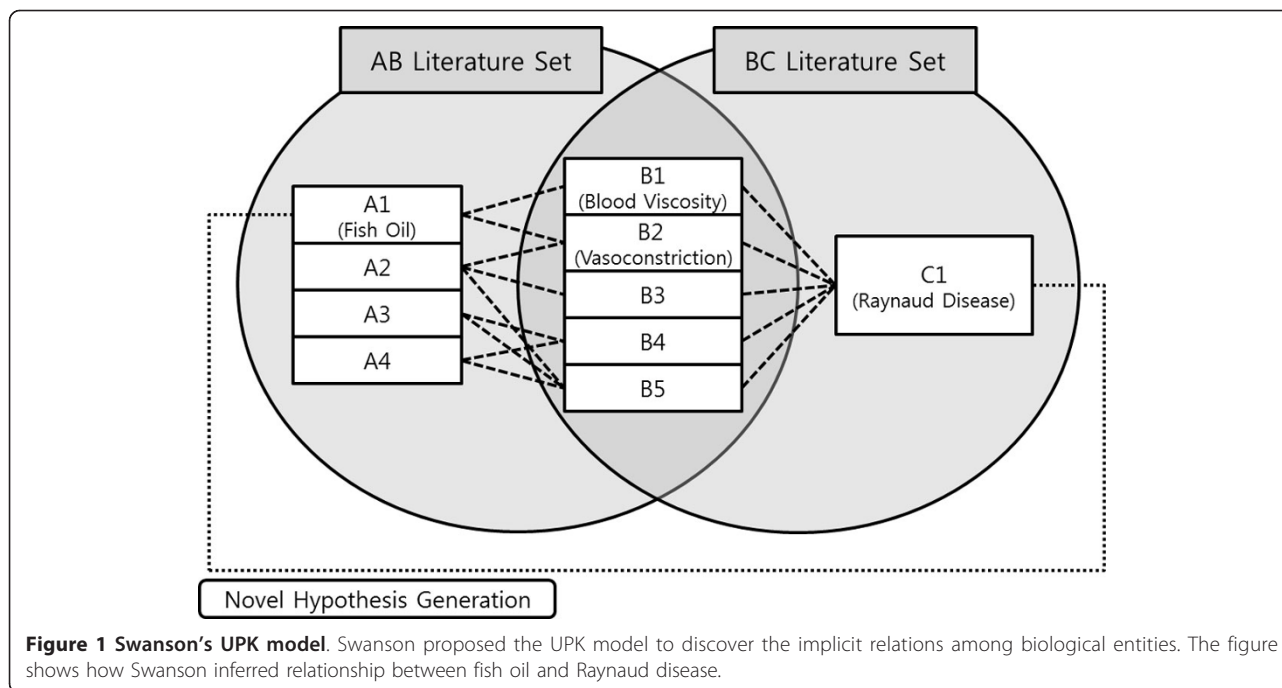 AB Literature Set
BC Literature Set
A1
(Fish Oil)
A2
A3
A4
B1
(Blood Viscosity)
B2
(Vasoconstriction)
B3
B4
B5
C1
(Raynaud Disease)
Novel Hypothesis Generation
Figure 1 Swanson's UPK model. Swanson proposed the UPK model to discover the implicit relations among biological entities. The figure
shows how Swanson inferred relationship between fish oil and Raynaud disease.